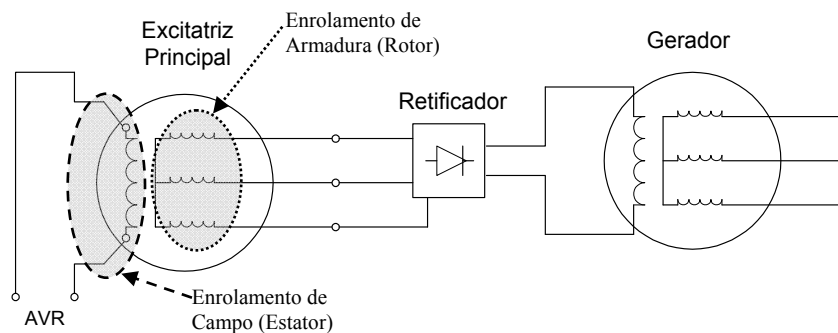 Excitatriz
Principal
Enrolamento de
Armadura (Rotor)
Gerador
Retificador
AVR
Enrolamento de
Campo (Estator)